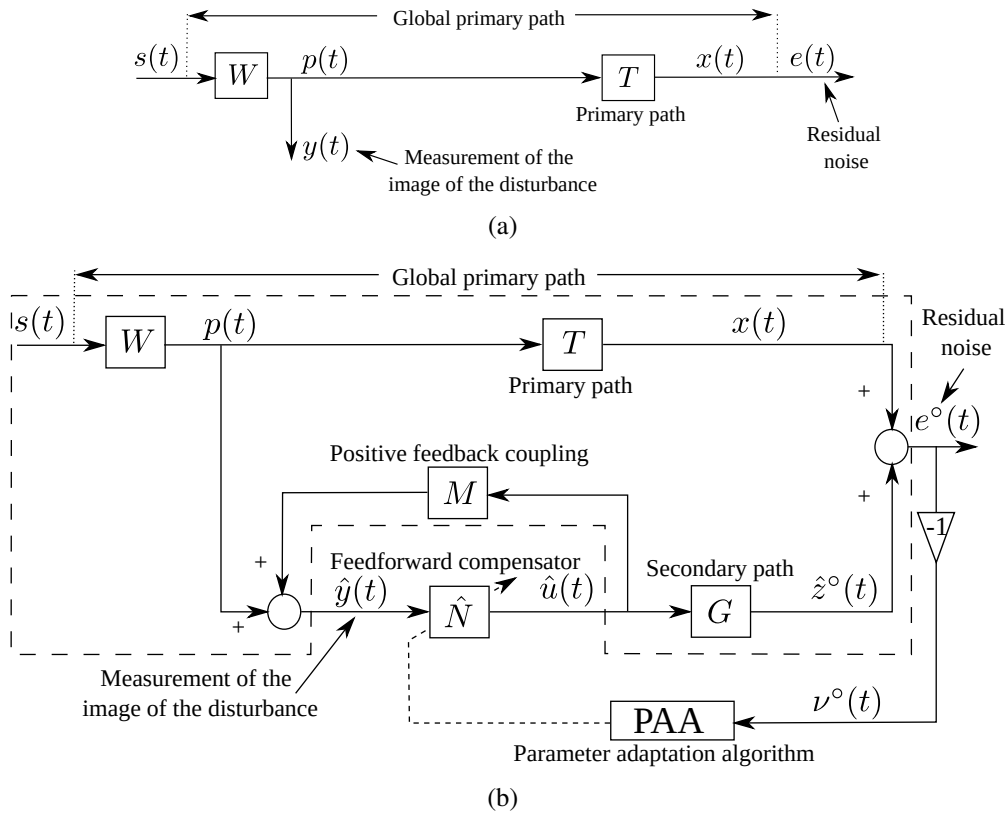 Global primary path
s(t)
W
p(t)
T
x(t)
e(t)
Primary path
Residual
noise
y(t)
Measurement of the
image of the disturbance
(a)
Global primary path
s(t)
W
p(t)
T
x(t)
Residual
noise
Primary path
+
e°(t)
Positive feedback coupling
M
+
-1
+
Feedforward compensator
Secondary path
ŷ(t)
N̂
û(t)
G
ẑ°(t)
+
Measurement of the
image of the disturbance
PAA
ν°(t)
Parameter adaptation algorithm
(b)